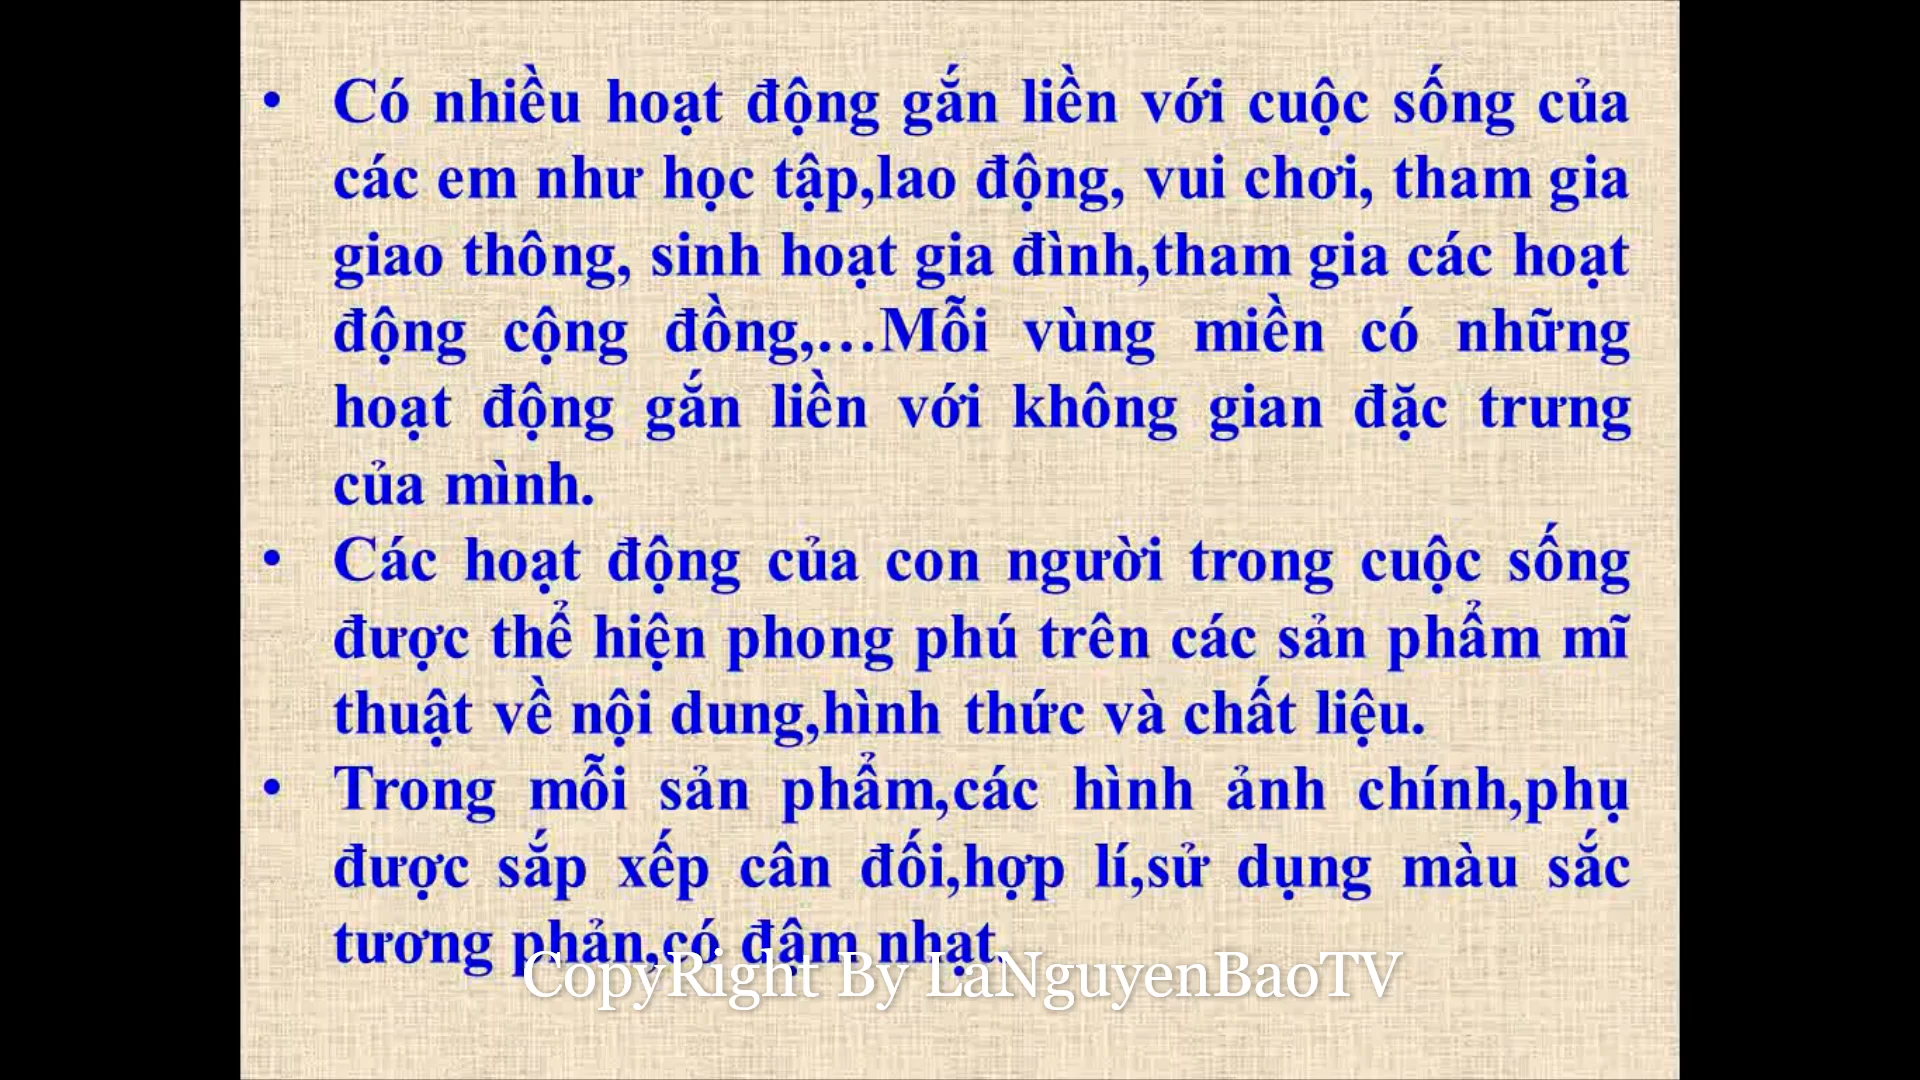 • Có nhiều hoạt động gắn liền với cuộc sống của
các em như học tập,lao động, vui chơi, tham gia
giao thông, sinh hoạt gia đình,tham gia các hoạt
động cộng đồng,…Mỗi vùng miền có những
hoạt động gắn liền với không gian đặc trưng
của mình.
• Các hoạt động của con người trong cuộc sống
được thể hiện phong phú trên các sản phẩm mĩ
thuật về nội dung,hình thức và chất liệu.
• Trong mỗi sản phẩm,các hình ảnh chính,phụ
được sắp xếp cân đối,hợp lí,sử dụng màu sắc
tương phản,có đậm nhạt.
CopyRight By LaNguyenBaoTV